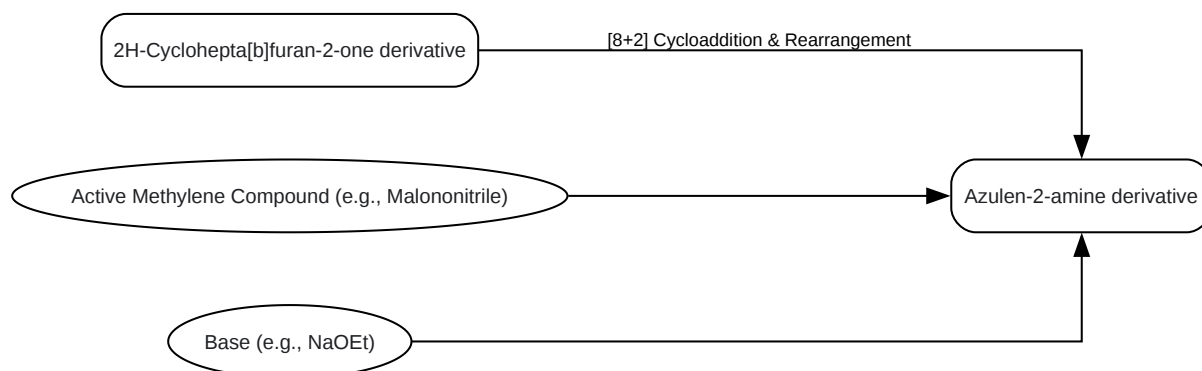 2H-Cyclohepta[b]furan-2-one derivative
[8+2] Cycloaddition & Rearrangement
Active Methylene Compound (e.g., Malononitrile)
Azulen-2-amine derivative
Base (e.g., NaOEt)